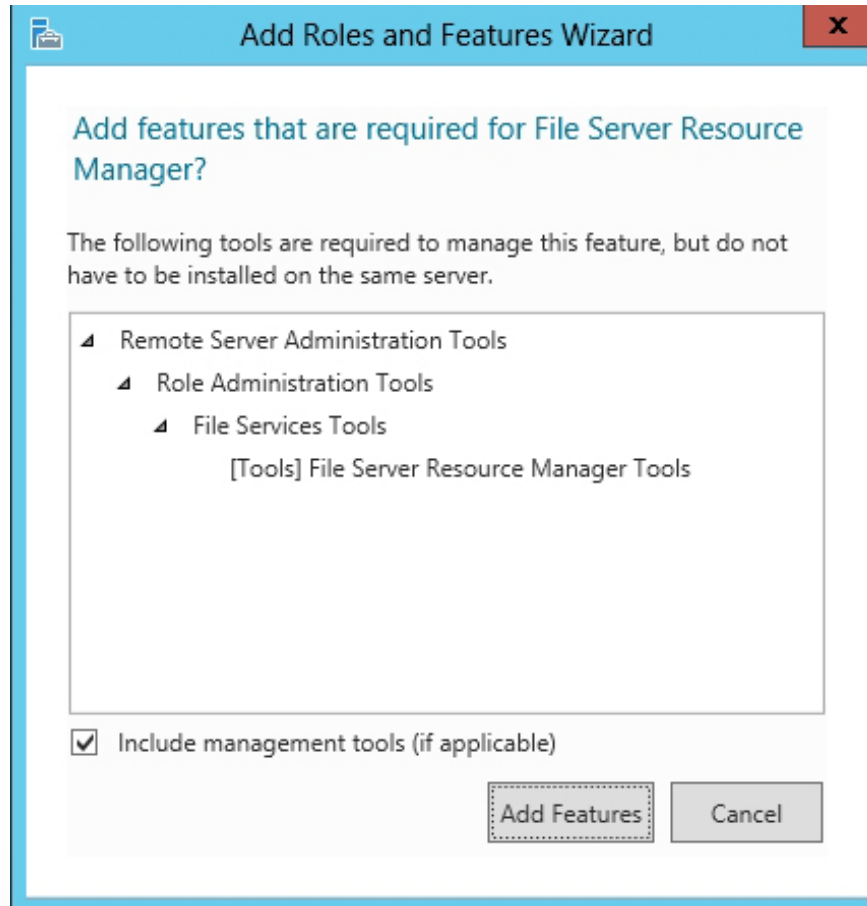 Add Roles and Features Wizard
x
Add features that are required for File Server Resource
Manager?
The following tools are required to manage this feature, but do not
have to be installed on the same server.
Remote Server Administration Tools
Role Administration Tools
File Services Tools
[Tools] File Server Resource Manager Tools
Include management tools (if applicable)
Add Features
Cancel